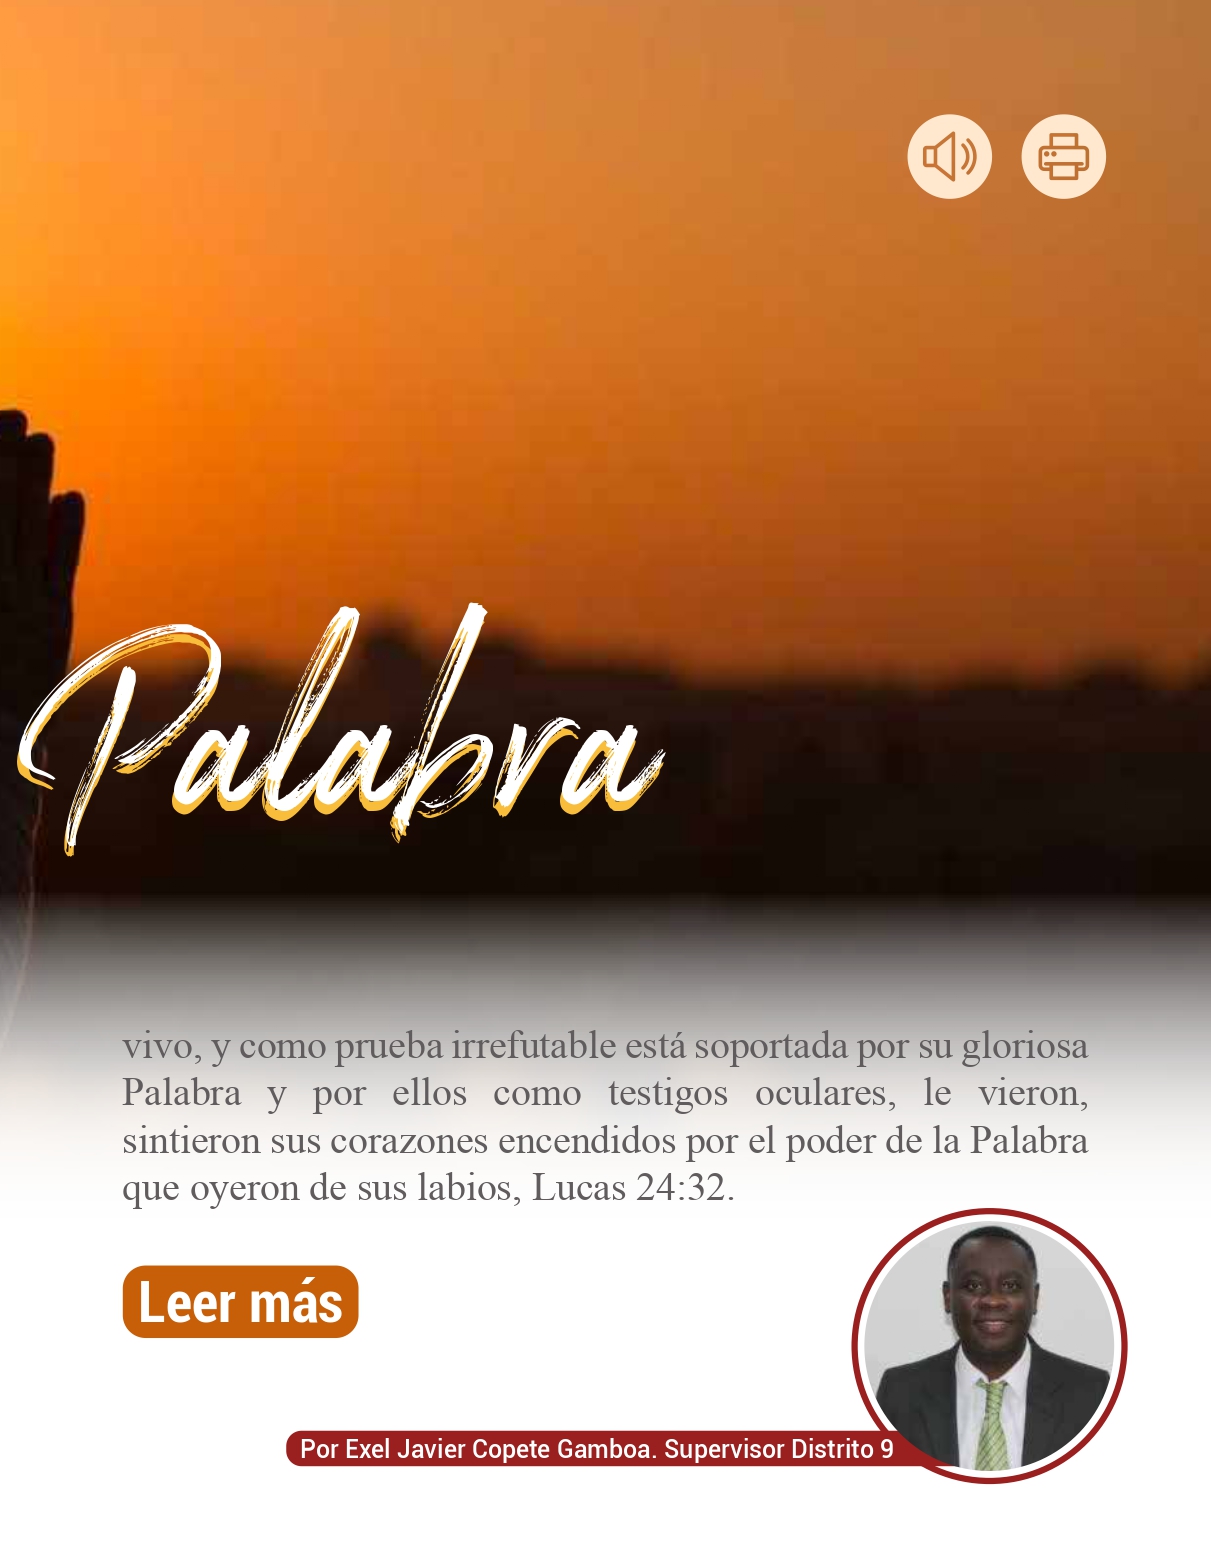 Palabra
vivo, y como prueba irrefutable está soportada por su gloriosa
Palabra y por ellos como testigos oculares, le vieron,
sintieron sus corazones encendidos por el poder de la Palabra
que oyeron de sus labios, Lucas 24:32.
Leer más
Por Exel Javier Copete Gamboa. Supervisor Distrito 9